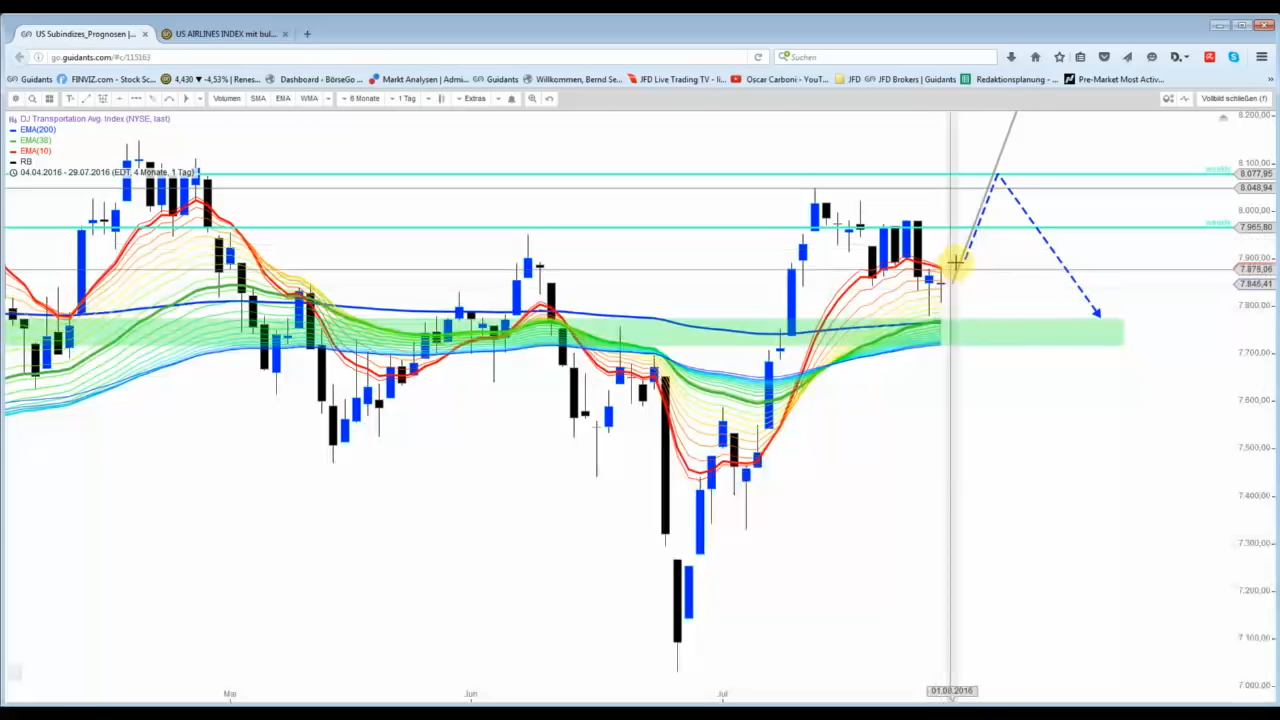 US Subindizes_Prognosen |...
US AIRLINES INDEX mit bul...
go.guidants.com/#c/115163
Suchen
Guidants
FINVIZ.com - Stock Sc...
4,430 ▼ -4,53% | Renes...
Dashboard ‹ BörseGo ...
Markt Analysen | Admi...
Guidants
Willkommen, Bernd Se...
JFD Live Trading TV - li...
Oscar Carboni - YouT...
JFD
JFD Brokers | Guidants
Redaktionsplanung - ...
Pre-Market Most Activ...
Volumen
SMA
EMA
WMA
6 Monate
1 Tag
Extras
Vollbild schließen (f)
DJ Transportation Avg. Index (NYSE, last)
EMA(200)
EMA(38)
EMA(10)
RB
04.04.2016 - 29.07.2016 (EDT, 4 Monate, 1 Tag)
8.200,00
8.100,00
weekly
8.077,95
8.048,94
8.000,00
weekly
7.965,80
7.900,00
7.878,06
7.846,41
7.800,00
7.700,00
7.600,00
7.500,00
7.400,00
7.300,00
7.200,00
7.100,00
7.000,00
Mai
Jun
Jul
01.08.2016